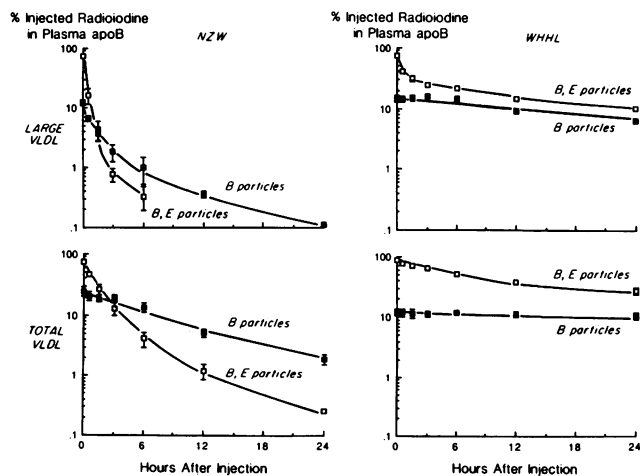 % Injected Radioiodine
in Plasma apoB
NZW
% Injected Radioiodine
in Plasma apoB
WHHL
LARGE
VLDL
100
10
1
.1
B particles
B, E particles
100
10
1
.1
B, E particles
B particles
TOTAL
VLDL
100
10
1
.1
B particles
B, E particles
0
6
12
18
24
Hours After Injection
100
10
1
.1
B, E particles
B particles
0
6
12
18
24
Hours After Injection